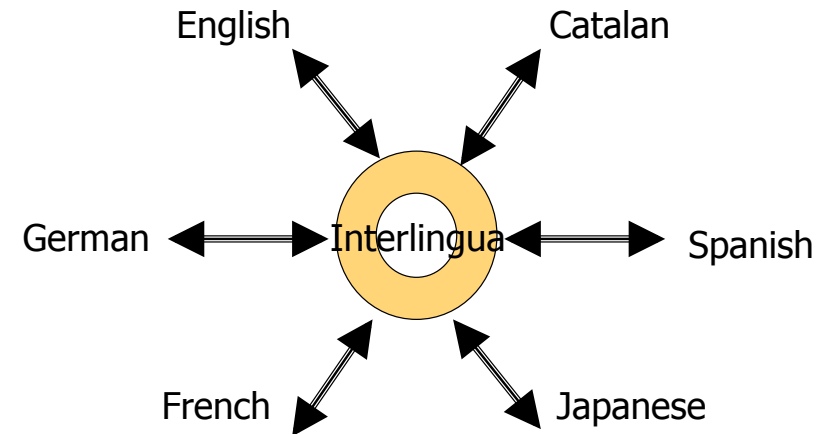 English
Catalan
German
Interlingua
Spanish
French
Japanese